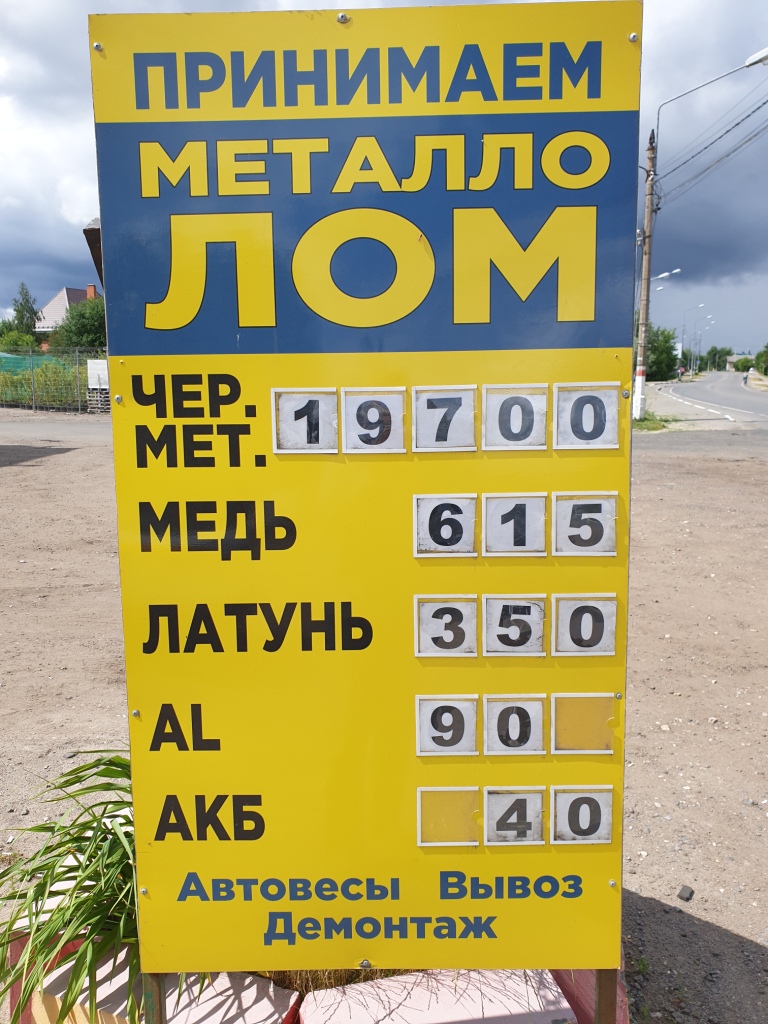 ПРИНИМАЕМ
МЕТАЛЛО
ЛОМ
ЧЕР.
МЕТ. 19700
МЕДЬ 615
ЛАТУНЬ 350
AL 90
АКБ 40
Автовесы Вывоз
Демонтаж